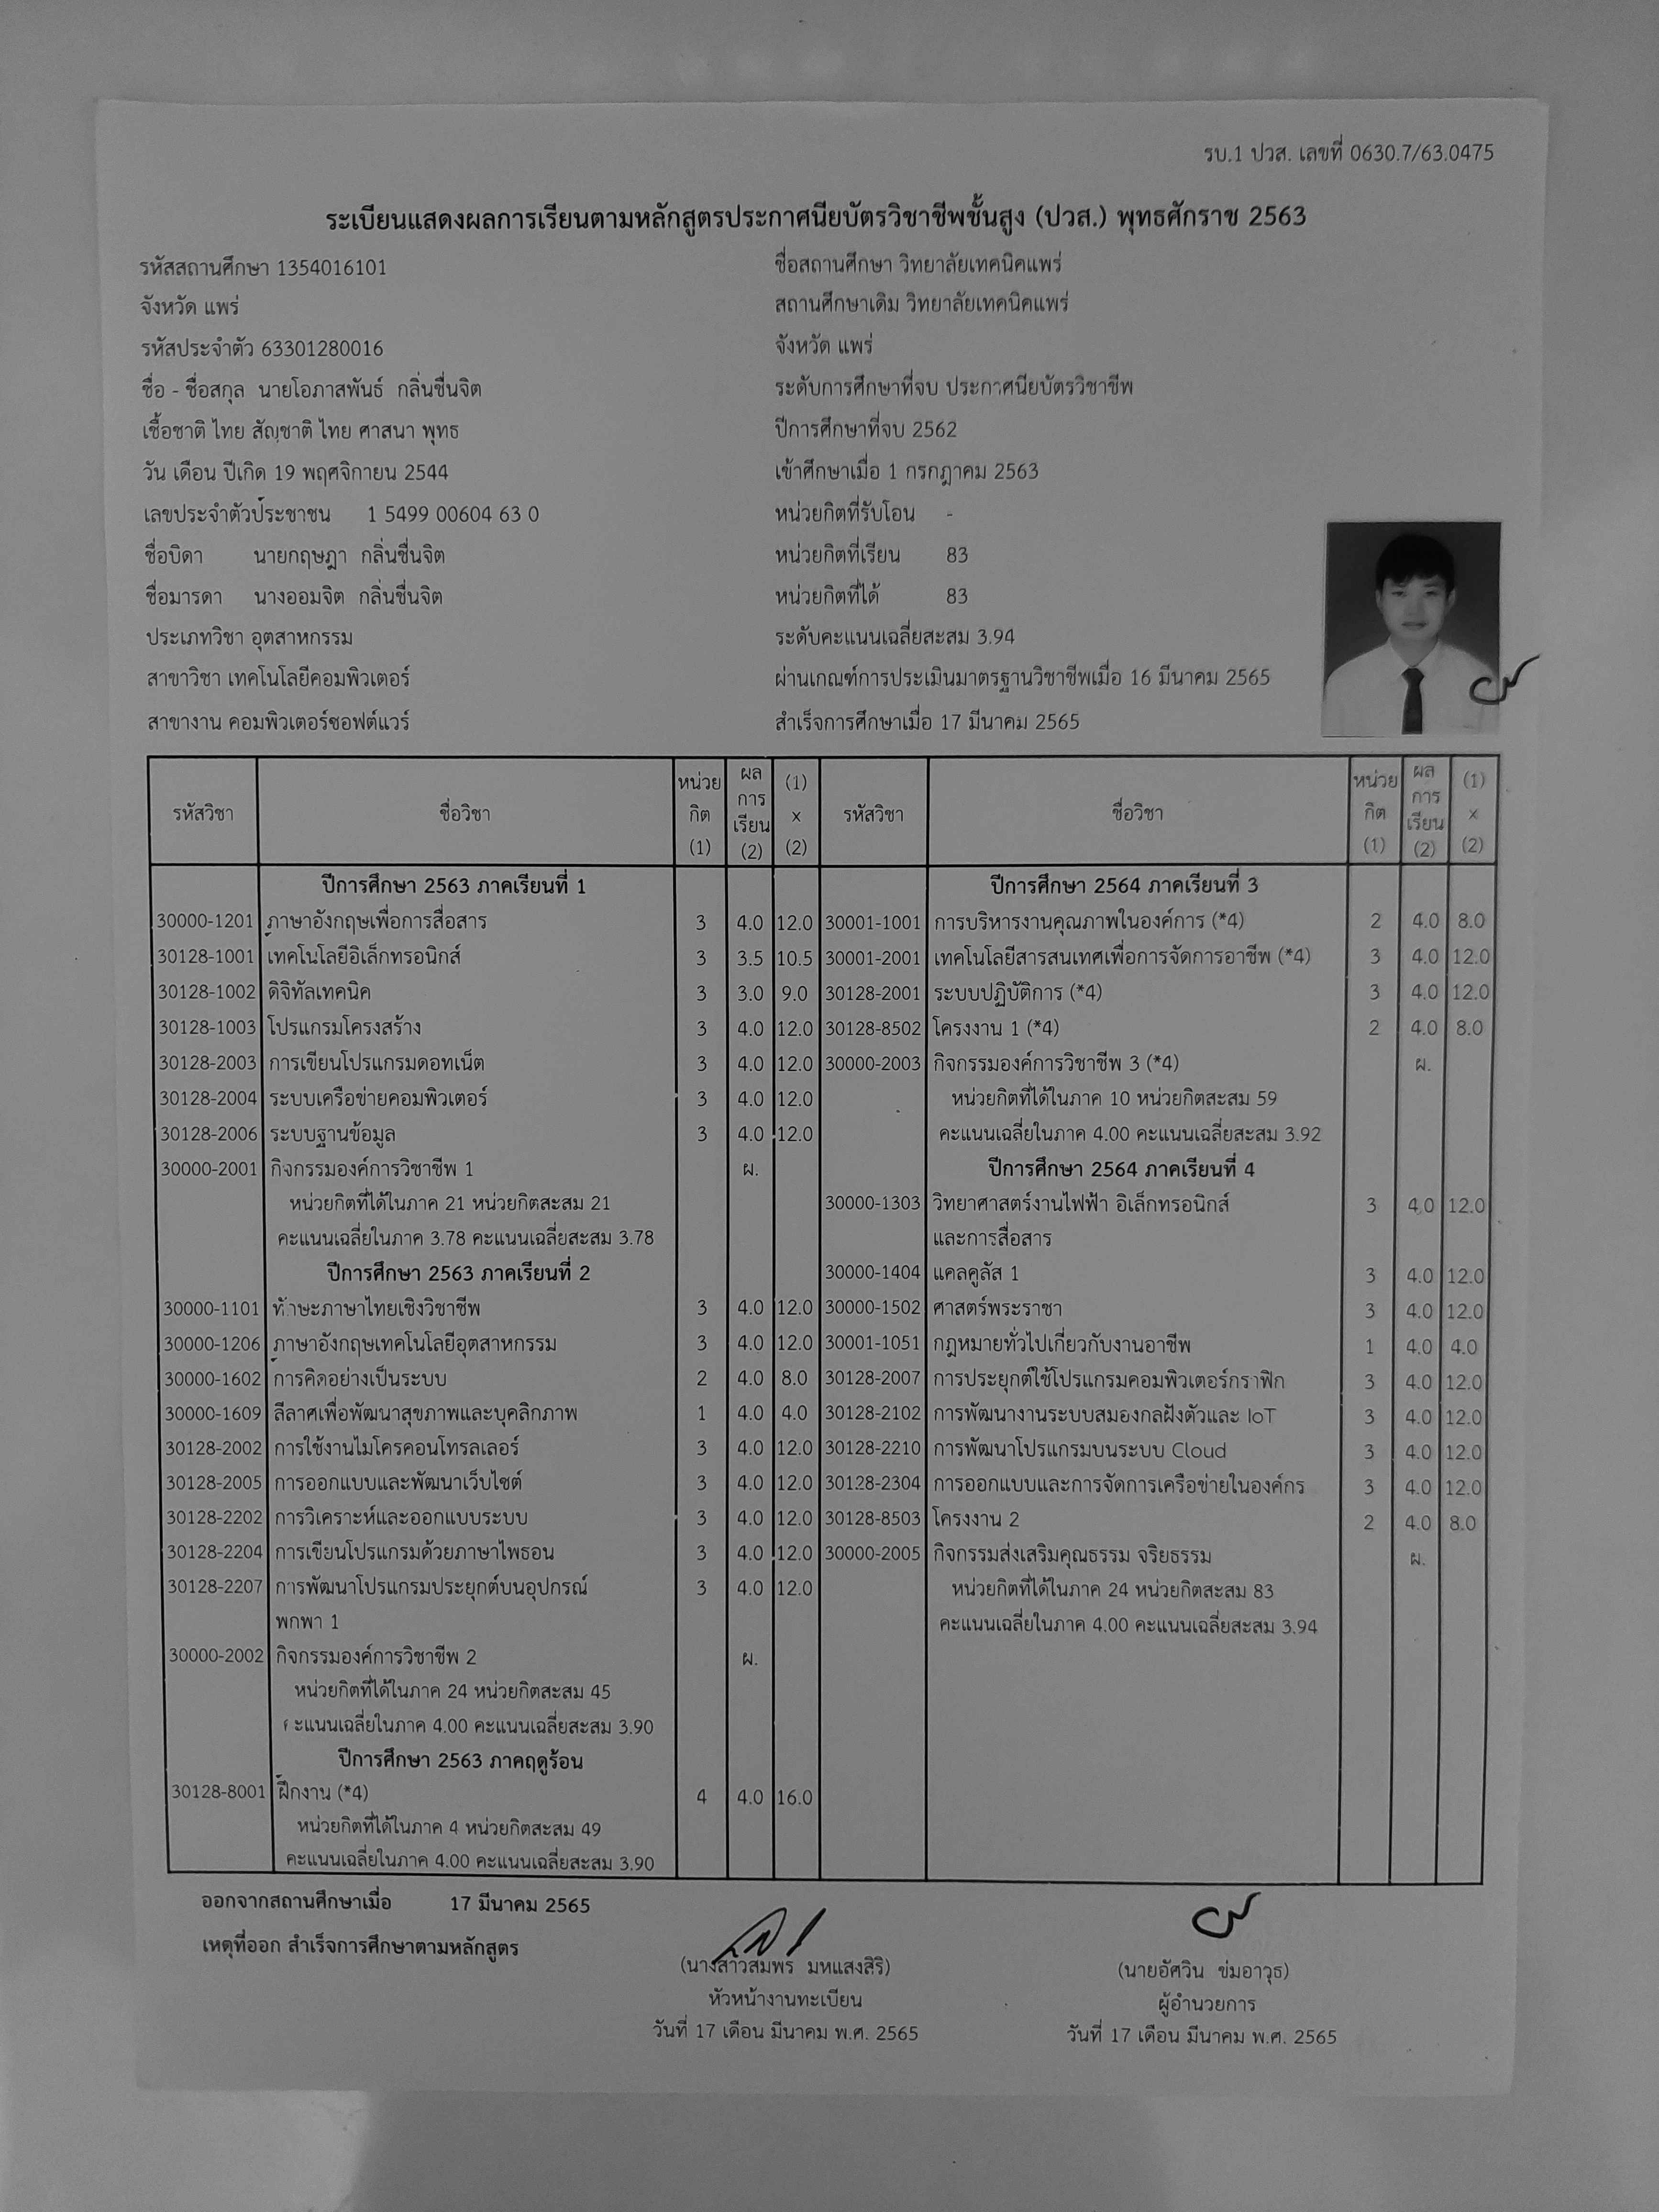 รบ.1 ปวส. เลขที่ 0630.7/63.0475
ระเบียนแสดงผลการเรียนตามหลักสูตรประกาศนียบัตรวิชาชีพชั้นสูง (ปวส.) พุทธศักราช 2563
รหัสสถานศึกษา 1354016101
จังหวัด แพร่
รหัสประจำตัว 63301280016
ชื่อ - ชื่อสกุล นายโอภาสพันธ์ กลิ่นชื่นจิต
เชื้อชาติ ไทย สัญชาติ ไทย ศาสนา พุทธ
วัน เดือน ปีเกิด 19 พฤศจิกายน 2544
เลขประจำตัวประชาชน 1 5499 00604 63 0
ชื่อบิดา นายกฤษฎา กลิ่นชื่นจิต
ชื่อมารดา นางออมจิต กลิ่นชื่นจิต
ประเภทวิชา อุตสาหกรรม
สาขาวิชา เทคโนโลยีคอมพิวเตอร์
สาขางาน คอมพิวเตอร์ซอฟต์แวร์
ชื่อสถานศึกษา วิทยาลัยเทคนิคแพร่
สถานศึกษาเดิม วิทยาลัยเทคนิคแพร่
จังหวัด แพร่
ระดับการศึกษาที่จบ ประกาศนียบัตรวิชาชีพ
ปีการศึกษาที่จบ 2562
เข้าศึกษาเมื่อ 1 กรกฎาคม 2563
หน่วยกิตที่รับโอน -
หน่วยกิตที่เรียน 83
หน่วยกิตที่ได้ 83
ระดับคะแนนเฉลี่ยสะสม 3.94
ผ่านเกณฑ์การประเมินมาตรฐานวิชาชีพเมื่อ 16 มีนาคม 2565
สำเร็จการศึกษาเมื่อ 17 มีนาคม 2565
รหัสวิชา ชื่อวิชา หน่วยกิต (1) ผลการเรียน (2) (1) x (2)
ปีการศึกษา 2563 ภาคเรียนที่ 1
30000-1201 ภาษาอังกฤษเพื่อการสื่อสาร 3 4.0 12.0
30128-1001 เทคโนโลยีอิเล็กทรอนิกส์ 3 3.5 10.5
30128-1002 ดิจิทัลเทคนิค 3 3.0 9.0
30128-1003 โปรแกรมโครงสร้าง 3 4.0 12.0
30128-2003 การเขียนโปรแกรมดอทเน็ต 3 4.0 12.0
30128-2004 ระบบเครือข่ายคอมพิวเตอร์ 3 4.0 12.0
30128-2006 ระบบฐานข้อมูล 3 4.0 12.0
30000-2001 กิจกรรมองค์การวิชาชีพ 1 ผ.
หน่วยกิตที่ได้ในภาค 21 หน่วยกิตสะสม 21
คะแนนเฉลี่ยในภาค 3.78 คะแนนเฉลี่ยสะสม 3.78
ปีการศึกษา 2563 ภาคเรียนที่ 2
30000-1101 ทักษะภาษาไทยเชิงวิชาชีพ 3 4.0 12.0
30000-1206 ภาษาอังกฤษเทคโนโลยีอุตสาหกรรม 3 4.0 12.0
30000-1602 การคิดอย่างเป็นระบบ 2 4.0 8.0
30000-1609 ลีลาศเพื่อพัฒนาสุขภาพและบุคลิกภาพ 1 4.0 4.0
30128-2002 การใช้งานไมโครคอนโทรลเลอร์ 3 4.0 12.0
30128-2005 การออกแบบและพัฒนาเว็บไซต์ 3 4.0 12.0
30128-2202 การวิเคราะห์และออกแบบระบบ 3 4.0 12.0
30128-2204 การเขียนโปรแกรมด้วยภาษาไพธอน 3 4.0 12.0
30128-2207 การพัฒนาโปรแกรมประยุกต์บนอุปกรณ์ 3 4.0 12.0
พกพา 1
30000-2002 กิจกรรมองค์การวิชาชีพ 2 ผ.
หน่วยกิตที่ได้ในภาค 24 หน่วยกิตสะสม 45
คะแนนเฉลี่ยในภาค 4.00 คะแนนเฉลี่ยสะสม 3.90
ปีการศึกษา 2563 ภาคฤดูร้อน
30128-8001 ฝึกงาน (*4) 4 4.0 16.0
หน่วยกิตที่ได้ในภาค 4 หน่วยกิตสะสม 49
คะแนนเฉลี่ยในภาค 4.00 คะแนนเฉลี่ยสะสม 3.90
รหัสวิชา ชื่อวิชา หน่วยกิต (1) ผลการเรียน (2) (1) x (2)
ปีการศึกษา 2564 ภาคเรียนที่ 3
30001-1001 การบริหารงานคุณภาพในองค์การ (*4) 2 4.0 8.0
30001-2001 เทคโนโลยีสารสนเทศเพื่อการจัดการอาชีพ (*4) 3 4.0 12.0
30128-2001 ระบบปฏิบัติการ (*4) 3 4.0 12.0
30128-8502 โครงงาน 1 (*4) 2 4.0 8.0
30000-2003 กิจกรรมองค์การวิชาชีพ 3 (*4) ผ.
หน่วยกิตที่ได้ในภาค 10 หน่วยกิตสะสม 59
คะแนนเฉลี่ยในภาค 4.00 คะแนนเฉลี่ยสะสม 3.92
ปีการศึกษา 2564 ภาคเรียนที่ 4
30000-1303 วิทยาศาสตร์งานไฟฟ้า อิเล็กทรอนิกส์ 3 4.0 12.0
และการสื่อสาร
30000-1404 แคลคูลัส 1 3 4.0 12.0
30000-1502 ศาสตร์พระราชา 3 4.0 12.0
30001-1051 กฎหมายทั่วไปเกี่ยวกับงานอาชีพ 1 4.0 4.0
30128-2007 การประยุกต์ใช้โปรแกรมคอมพิวเตอร์กราฟิก 3 4.0 12.0
30128-2102 การพัฒนางานระบบสมองกลฝังตัวและ IoT 3 4.0 12.0
30128-2210 การพัฒนาโปรแกรมบนระบบ Cloud 3 4.0 12.0
30128-2304 การออกแบบและการจัดการเครือข่ายในองค์กร 3 4.0 12.0
30128-8503 โครงงาน 2 2 4.0 8.0
30000-2005 กิจกรรมส่งเสริมคุณธรรม จริยธรรม ผ.
หน่วยกิตที่ได้ในภาค 24 หน่วยกิตสะสม 83
คะแนนเฉลี่ยในภาค 4.00 คะแนนเฉลี่ยสะสม 3.94
ออกจากสถานศึกษาเมื่อ 17 มีนาคม 2565
เหตุที่ออก สำเร็จการศึกษาตามหลักสูตร
(นางสาวสมพร มหแสงสิริ)
หัวหน้างานทะเบียน
วันที่ 17 เดือน มีนาคม พ.ศ. 2565
(นายอัศวิน ข่มอาวุธ)
ผู้อำนวยการ
วันที่ 17 เดือน มีนาคม พ.ศ. 2565